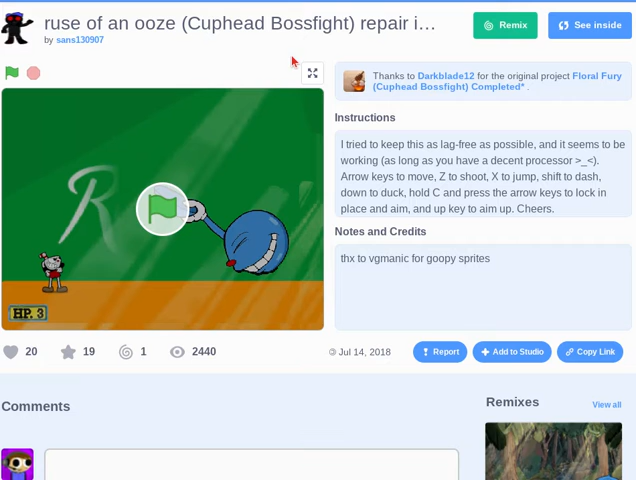 ruse of an ooze (Cuphead Bossfight) repair i...
by sans130907
Remix
See inside
Thanks to Darkblade12 for the original project Floral Fury
(Cuphead Bossfight) Completed* .
Instructions
I tried to keep this as lag-free as possible, and it seems to be
working (as long as you have a decent processor >_<).
Arrow keys to move, Z to shoot, X to jump, shift to dash,
down to duck, hold C and press the arrow keys to lock in
place and aim, and up key to aim up. Cheers.
Notes and Credits
thx to vgmanic for goopy sprites
R
HP. 3
20
19
1
2440
© Jul 14, 2018
Report
Add to Studio
Copy Link
Comments
Remixes
View all